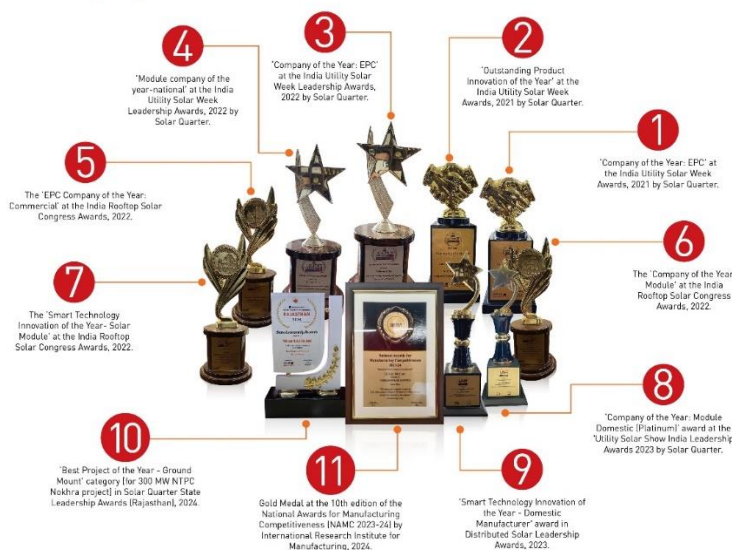 4
'Module company of the
year-national' at the India
Utility Solar Week
Leadership Awards, 2022 by
Solar Quarter.
3
'Company of the Year: EPC'
at the India Utility Solar
Week Leadership Awards,
2022 by Solar Quarter.
2
'Outstanding Product
Innovation of the Year' at the
India Utility Solar Week
Awards, 2021 by Solar Quarter.
1
'Company of the Year: EPC' at
the India Utility Solar Week
Awards, 2021 by Solar Quarter.
5
The 'EPC Company of the Year:
Commercial' at the India Rooftop Solar
Congress Awards, 2022.
6
The 'Company of the Year
Module' at the India
Rooftop Solar Congress
Awards, 2022.
7
The 'Smart Technology
Innovation of the Year- Solar
Module' at the India Rooftop
Solar Congress Awards, 2022.
RAJASTHAN
2024
8
'Company of the Year: Module
Domestic (Platinum)' award at the
'Utility Solar Show India Leadership
Awards 2023 by Solar Quarter.
10
'Best Project of the Year - Ground
Mount' category (for 300 MW NTPC
Nokhra project) in Solar Quarter State
Leadership Awards (Rajasthan), 2024.
11
Gold Medal at the 10th edition of the
National Awards for Manufacturing
Competitiveness (NAMC 2023-24) by
International Research Institute for
Manufacturing, 2024.
9
'Smart Technology Innovation of
the Year - Domestic
Manufacturer' award in
Distributed Solar Leadership
Awards, 2023.